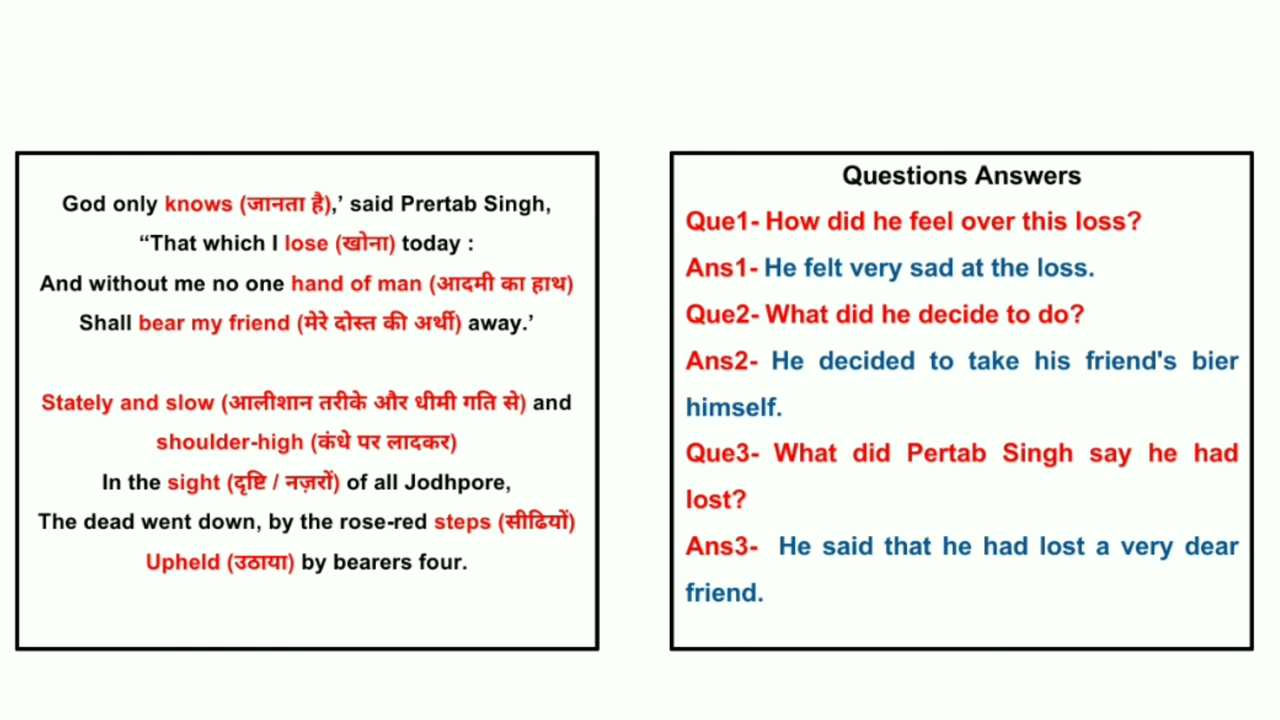 God only knows (जानता है),’ said Prertab Singh,
“That which I lose (खोना) today :
And without me no one hand of man (आदमी का हाथ)
Shall bear my friend (मेरे दोस्त की अर्थी) away.’
Stately and slow (आलीशान तरीके और धीमी गति से) and
shoulder-high (कंधे पर लादकर)
In the sight (दृष्टि / नज़रों) of all Jodhpore,
The dead went down, by the rose-red steps (सीढियों)
Upheld (उठाया) by bearers four.
Questions Answers
Que1- How did he feel over this loss?
Ans1- He felt very sad at the loss.
Que2- What did he decide to do?
Ans2- He decided to take his friend's bier
himself.
Que3- What did Pertab Singh say he had
lost?
Ans3- He said that he had lost a very dear
friend.